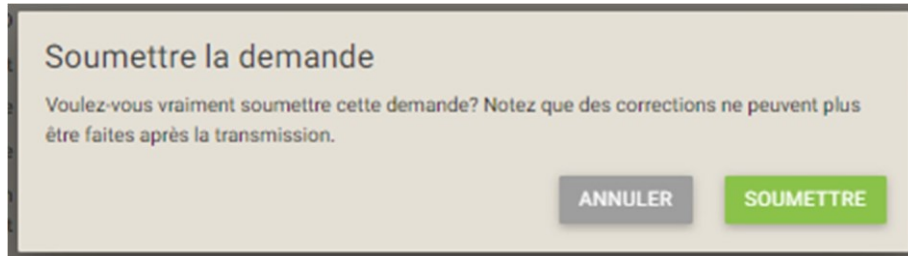 Soumettre la demande
Voulez-vous vraiment soumettre cette demande? Notez que des corrections ne peuvent plus
être faites après la transmission.
ANNULER
SOUMETTRE